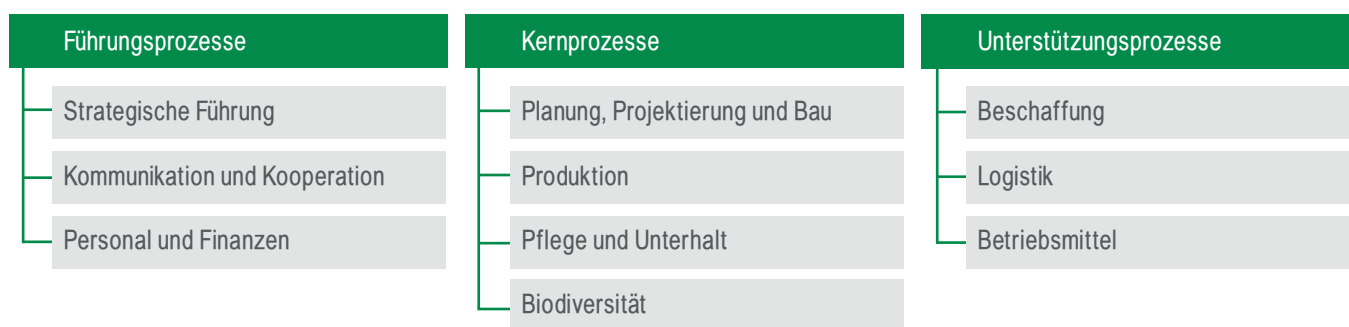 Führungsprozesse
Strategische Führung
Kommunikation und Kooperation
Personal und Finanzen
Kernprozesse
Planung, Projektierung und Bau
Produktion
Pflege und Unterhalt
Biodiversität
Unterstützungsprozesse
Beschaffung
Logistik
Betriebsmittel